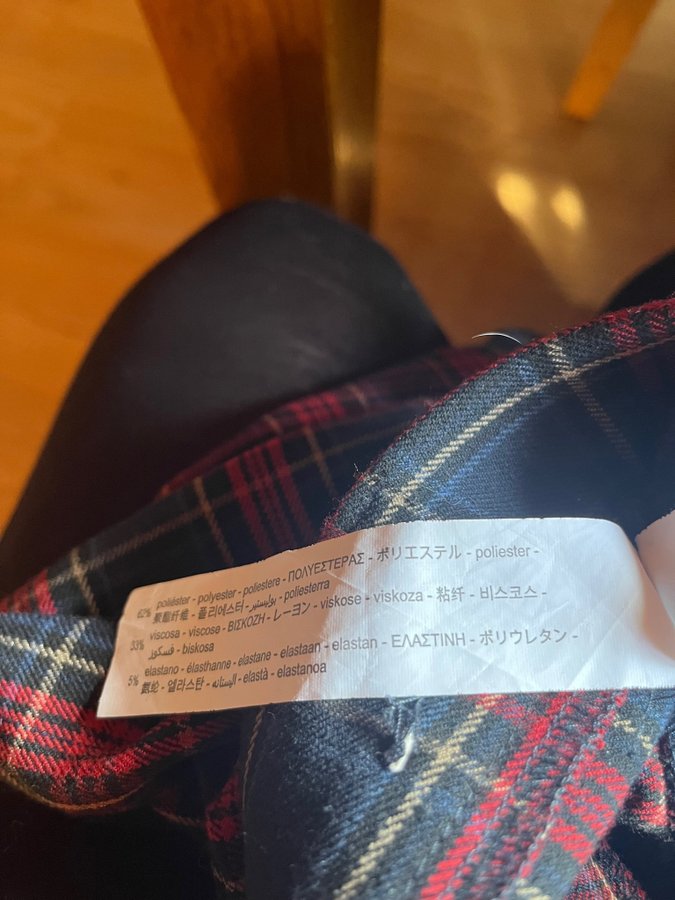 62% poliéster - polyester - poliestere - ΠΟΛΥΕΣΤΕΡΑΣ - ポリエステル - poliester -
聚酯纤维 - 폴리에스터 - بوليستير - poliesterra
33% viscosa - viscose - ΒΙΣΚΟΖΗ - レーヨン - viskose - viskoza - 粘纤 - 비스코스 -
فسكوز - biskosa
5% elastano - élasthanne - elastane - elastaan - elastan - ΕΛΑΣΤΙΝΗ - ポリウレタン -
氨纶 - 엘라스탄 - اليستانه - elastà - elastanoa